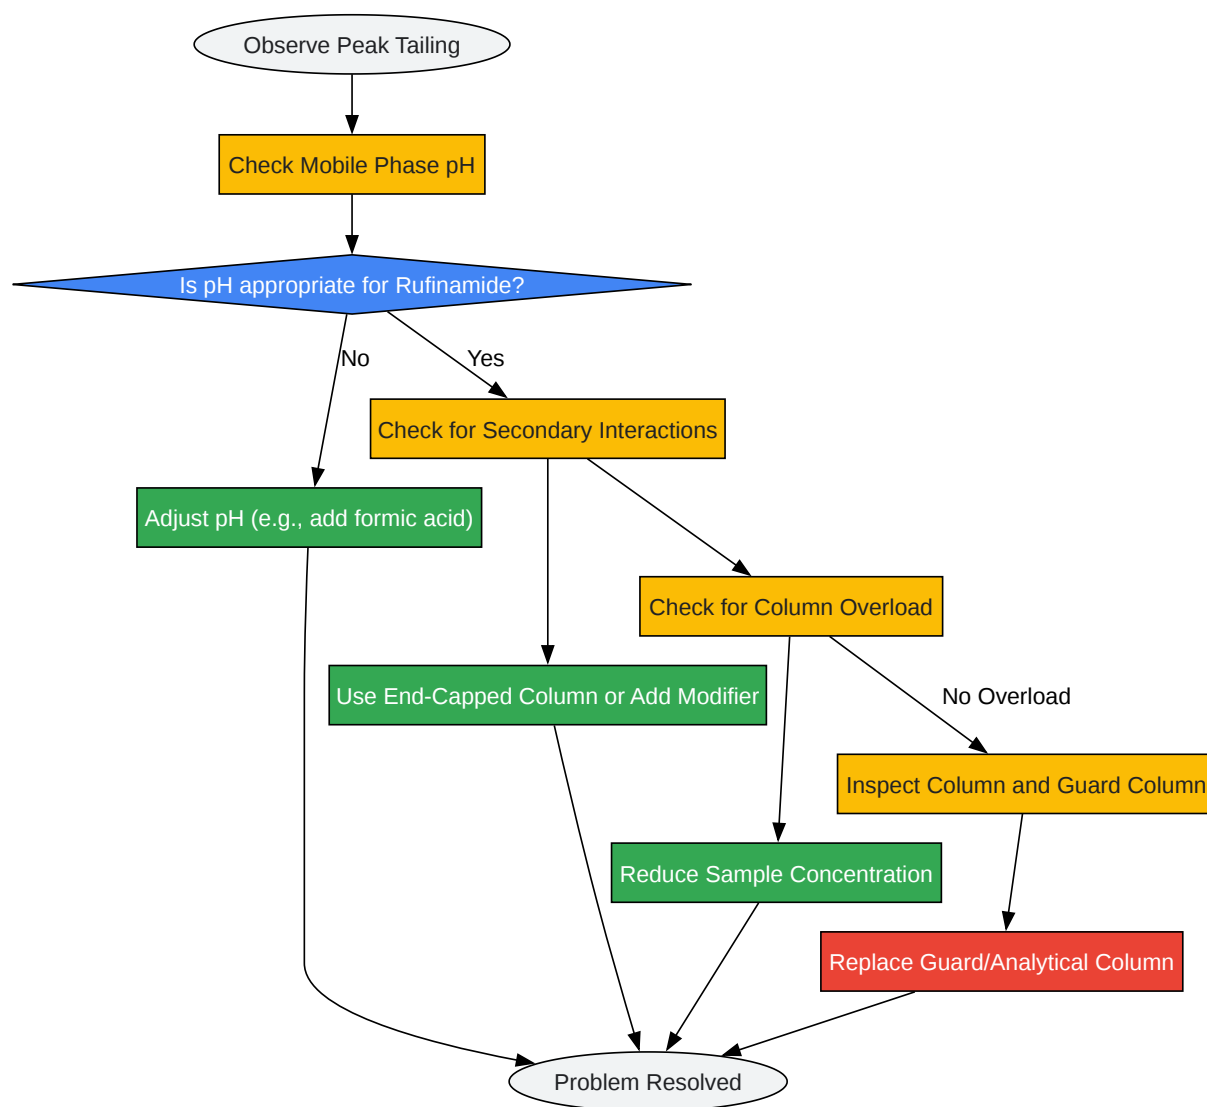 Observe Peak Tailing
Check Mobile Phase pH
Is pH appropriate for Rufinamide?
No
Yes
Check for Secondary Interactions
Adjust pH (e.g., add formic acid)
Check for Column Overload
Use End-Capped Column or Add Modifier
No Overload
Inspect Column and Guard Column
Reduce Sample Concentration
Replace Guard/Analytical Column
Problem Resolved